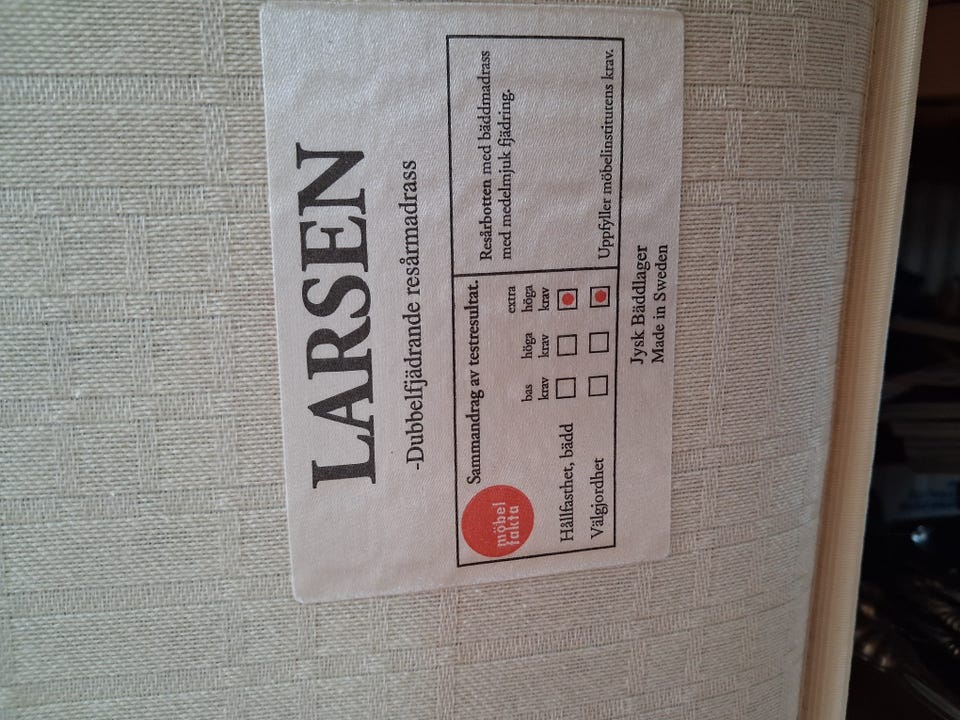 LARSEN
-Dubbelfjädrande resårmadrass
möbel
fakta
Sammandrag av testresultat.
bas
krav
höga
krav
extra
höga
krav
Hållfasthet, bädd
Välgjordhet
Resårbotten med bäddmadrass
med medelmjuk fjädring.
Uppfyller möbelinstitutens krav.
Jysk Bäddlager
Made in Sweden